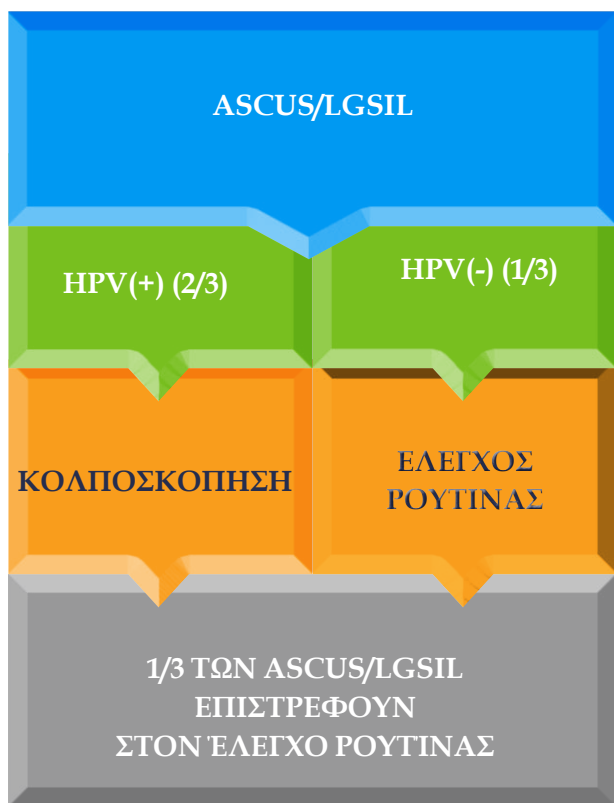 ASCUS/LGSIL
HPV(+) (2/3)
HPV(-) (1/3)
ΚΟΛΠΟΣΚΟΠΗΣΗ
ΕΛΕΓΧΟΣ
ΡΟΥΤΙΝΑΣ
1/3 ΤΩΝ ASCUS/LGSIL
ΕΠΙΣΤΡΕΦΟΥΝ
ΣΤΟΝ ΈΛΕΓΧΟ ΡΟΥΤΊΝΑΣ